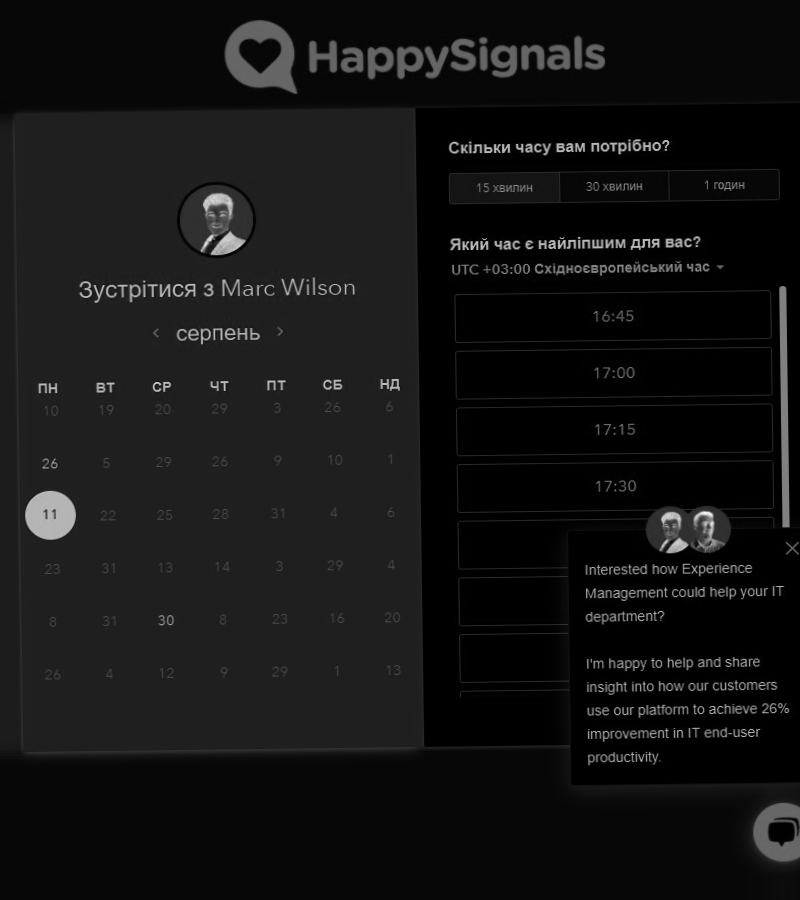 HappySignals
Зустрітися з Marc Wilson
серпень
ПН ВТ СР ЧТ ПТ СБ НД
10 19 20 29 3 26 6
26 5 29 26 9 10 1
11 22 25 28 31 4 6
23 31 13 14 3 29 4
8 31 30 8 23 16 20
26 4 12 9 29 1 13
Скільки часу вам потрібно?
15 хвилин 30 хвилин 1 годин
Який час є найліпшим для вас?
UTC +03:00 Східноєвропейський час
16:45
17:00
17:15
17:30
Interested how Experience
Management could help your IT
department?
I'm happy to help and share
insight into how our customers
use our platform to achieve 26%
improvement in IT end-user
productivity.